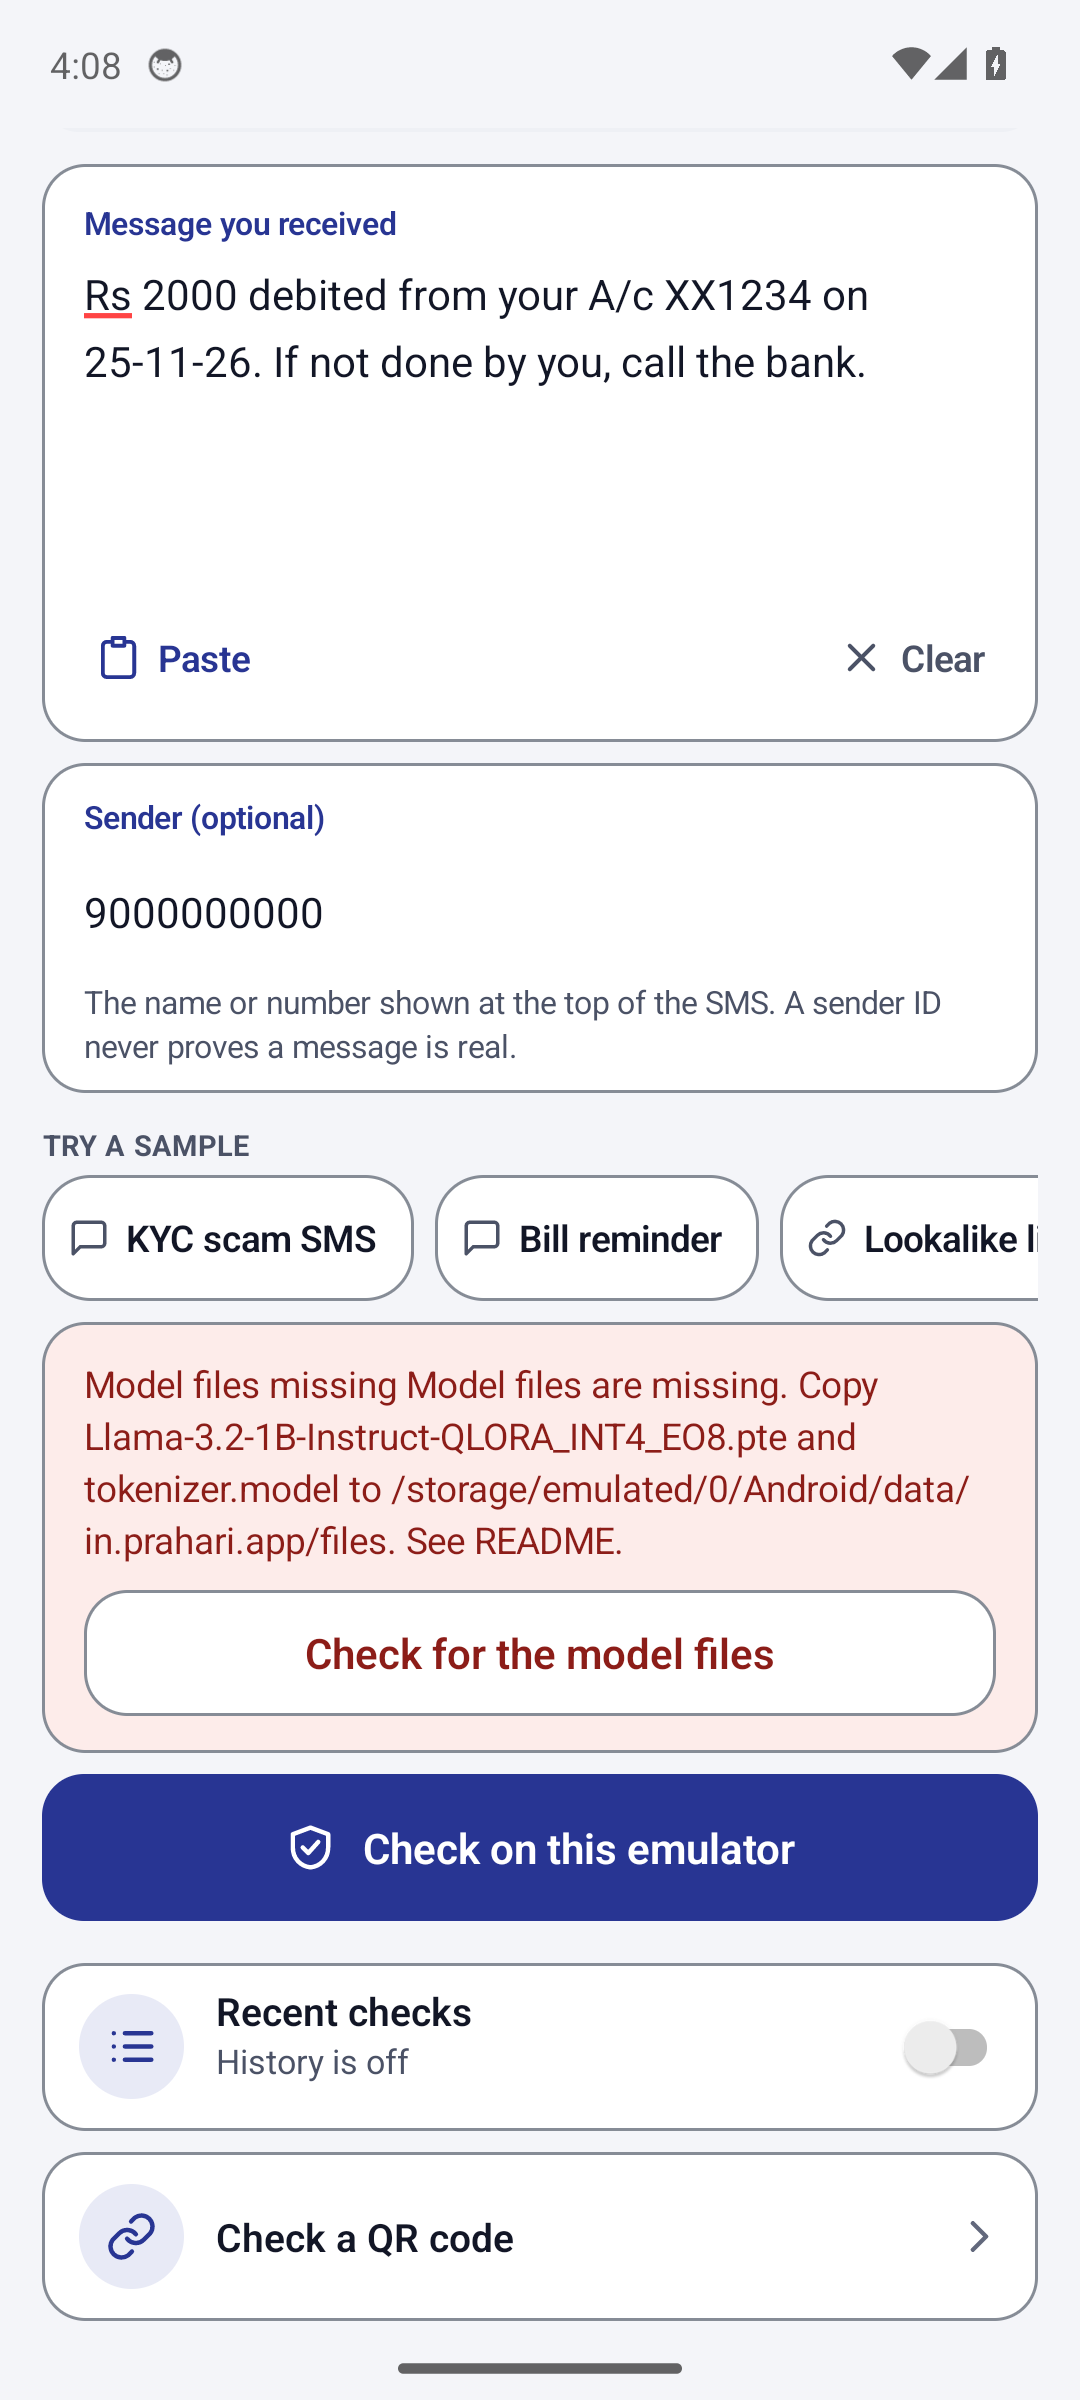 4:08
Message you received
Rs 2000 debited from your A/c XX1234 on
25-11-26. If not done by you, call the bank.
Paste
Clear
Sender (optional)
9000000000
The name or number shown at the top of the SMS. A sender ID
never proves a message is real.
TRY A SAMPLE
KYC scam SMS
Bill reminder
Lookalike
Model files missing Model files are missing. Copy
Llama-3.2-1B-Instruct-QLORA_INT4_EO8.pte and
tokenizer.model to /storage/emulated/0/Android/data/
in.prahari.app/files. See README.
Check for the model files
Check on this emulator
Recent checks
History is off
Check a QR code